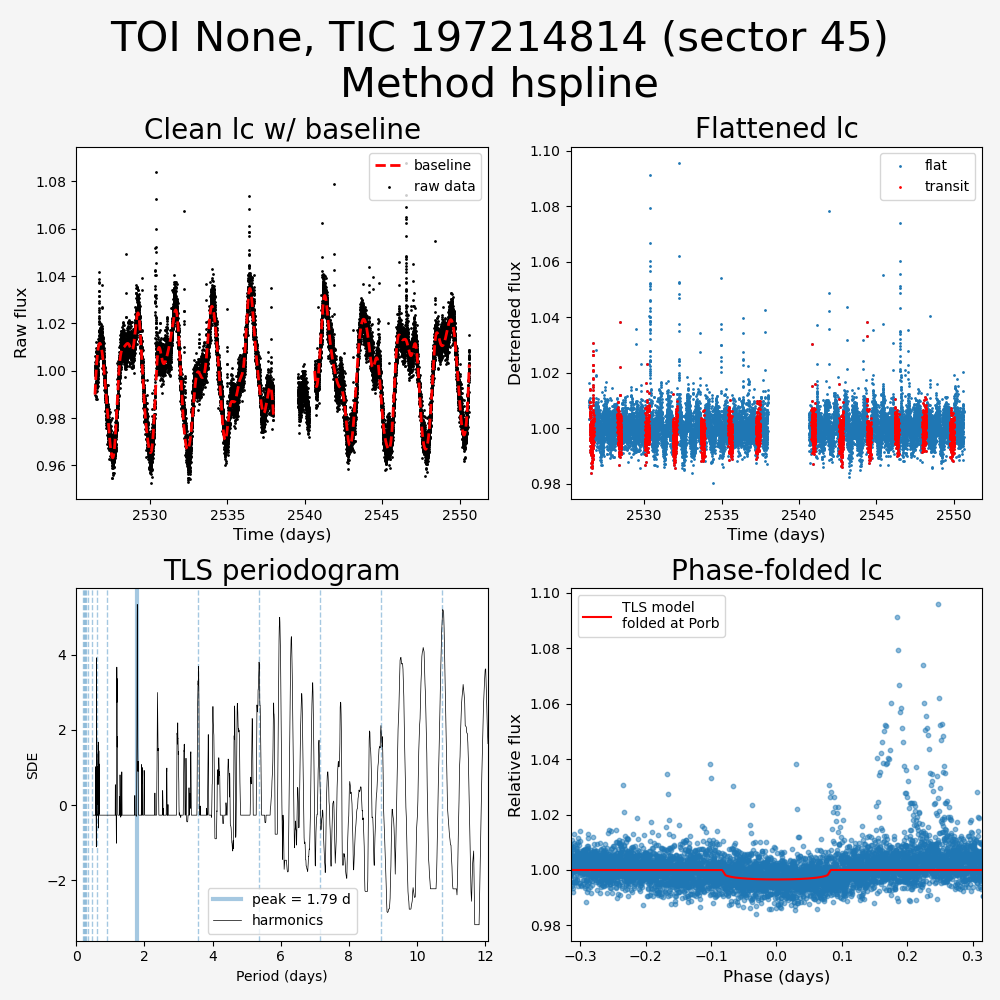 TOI None, TIC 197214814 (sector 45)
Method hspline
Clean lc w/ baseline
baseline
raw data
1.08
1.06
1.04
1.02
1.00
0.98
0.96
Raw flux
2530
2535
2540
2545
2550
Time (days)
Flattened lc
flat
transit
1.10
1.08
1.06
1.04
1.02
1.00
0.98
Detrended flux
2530
2535
2540
2545
2550
Time (days)
TLS periodogram
4
2
0
−2
SDE
peak = 1.79 d
harmonics
0
2
4
6
8
10
12
Period (days)
Phase-folded lc
TLS model
folded at Porb
1.10
1.08
1.06
1.04
1.02
1.00
0.98
Relative flux
−0.3
−0.2
−0.1
0.0
0.1
0.2
0.3
Phase (days)